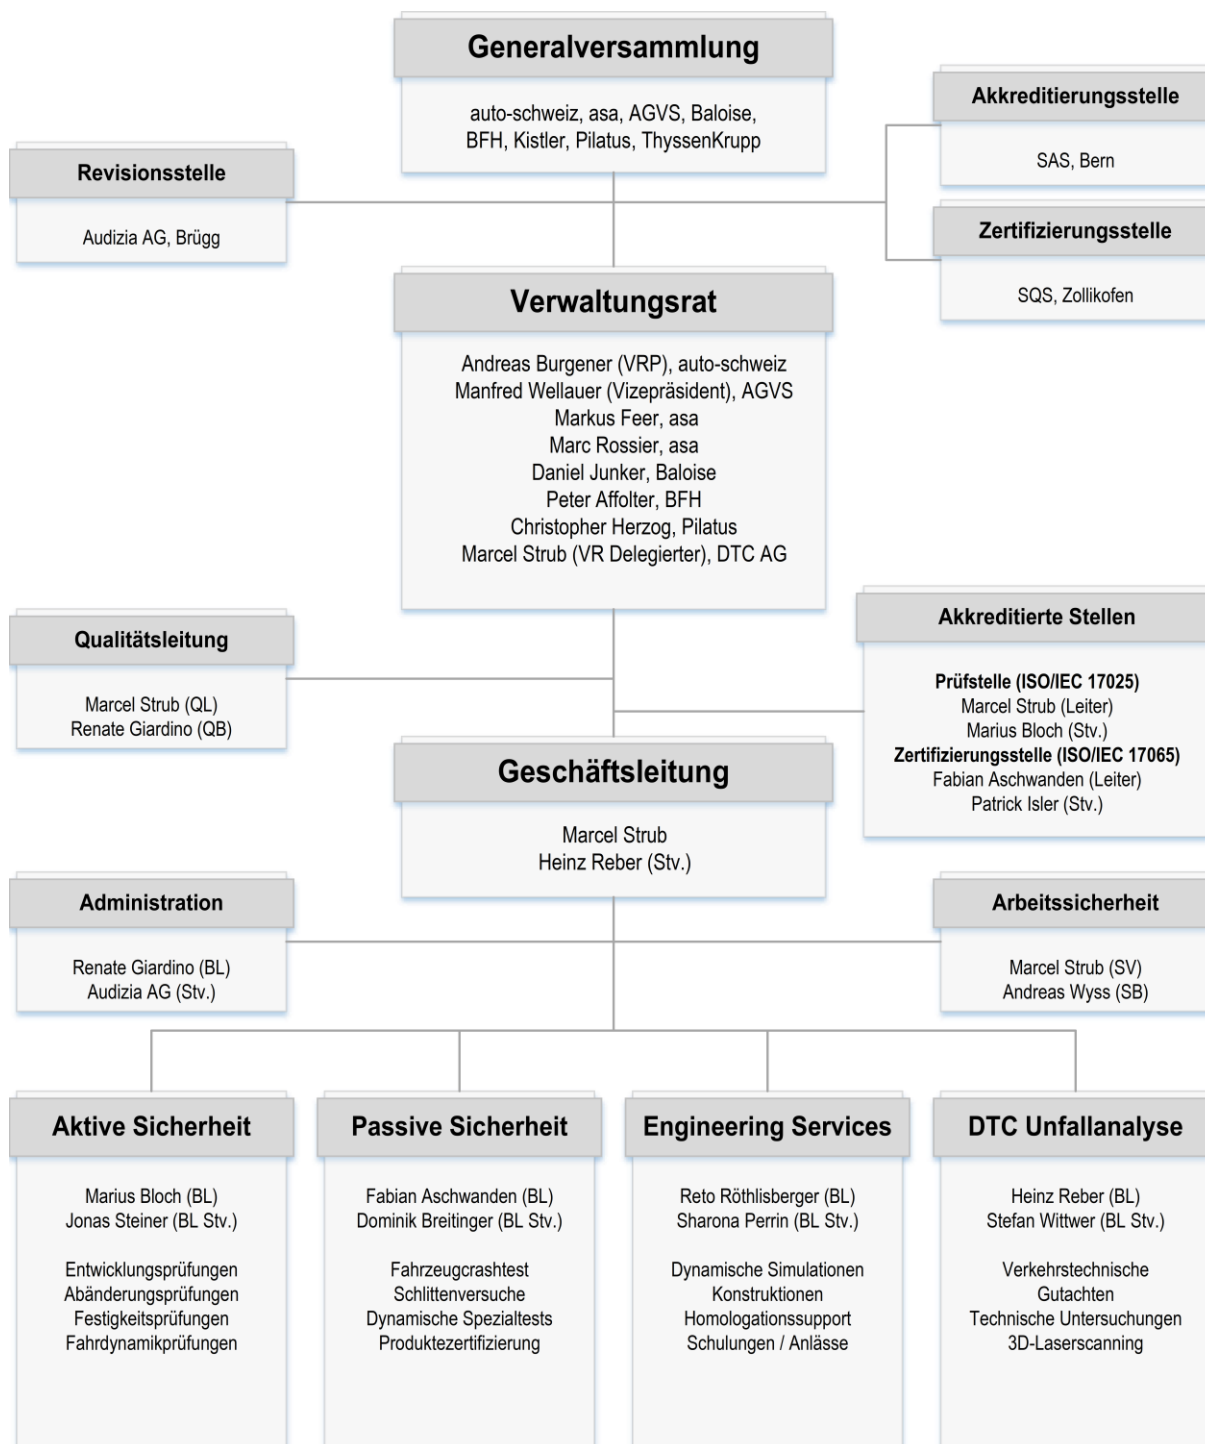 Generalversammlung
auto-schweiz, asa, AGVS, Baloise,
BFH, Kistler, Pilatus, ThyssenKrupp
Akkreditierungsstelle
SAS, Bern
Revisionsstelle
Audizia AG, Brügg
Zertifizierungsstelle
SQS, Zollikofen
Verwaltungsrat
Andreas Burgener (VRP), auto-schweiz
Manfred Wellauer (Vizepräsident), AGVS
Markus Feer, asa
Marc Rossier, asa
Daniel Junker, Baloise
Peter Affolter, BFH
Christopher Herzog, Pilatus
Marcel Strub (VR Delegierter), DTC AG
Qualitätsleitung
Marcel Strub (QL)
Renate Giardino (QB)
Akkreditierte Stellen
Prüfstelle (ISO/IEC 17025)
Marcel Strub (Leiter)
Marius Bloch (Stv.)
Zertifizierungsstelle (ISO/IEC 17065)
Fabian Aschwanden (Leiter)
Patrick Isler (Stv.)
Geschäftsleitung
Marcel Strub
Heinz Reber (Stv.)
Administration
Renate Giardino (BL)
Audizia AG (Stv.)
Arbeitssicherheit
Marcel Strub (SV)
Andreas Wyss (SB)
Aktive Sicherheit
Marius Bloch (BL)
Jonas Steiner (BL Stv.)
Entwicklungsprüfungen
Abänderungsprüfungen
Festigkeitsprüfungen
Fahrdynamikprüfungen
Passive Sicherheit
Fabian Aschwanden (BL)
Dominik Breitinger (BL Stv.)
Fahrzeugcrashtest
Schlittenversuche
Dynamische Spezialtests
Produktezertifizierung
Engineering Services
Reto Röthlisberger (BL)
Sharona Perrin (BL Stv.)
Dynamische Simulationen
Konstruktionen
Homologationssupport
Schulungen / Anlässe
DTC Unfallanalyse
Heinz Reber (BL)
Stefan Wittwer (BL Stv.)
Verkehrstechnische
Gutachten
Technische Untersuchungen
3D-Laserscanning